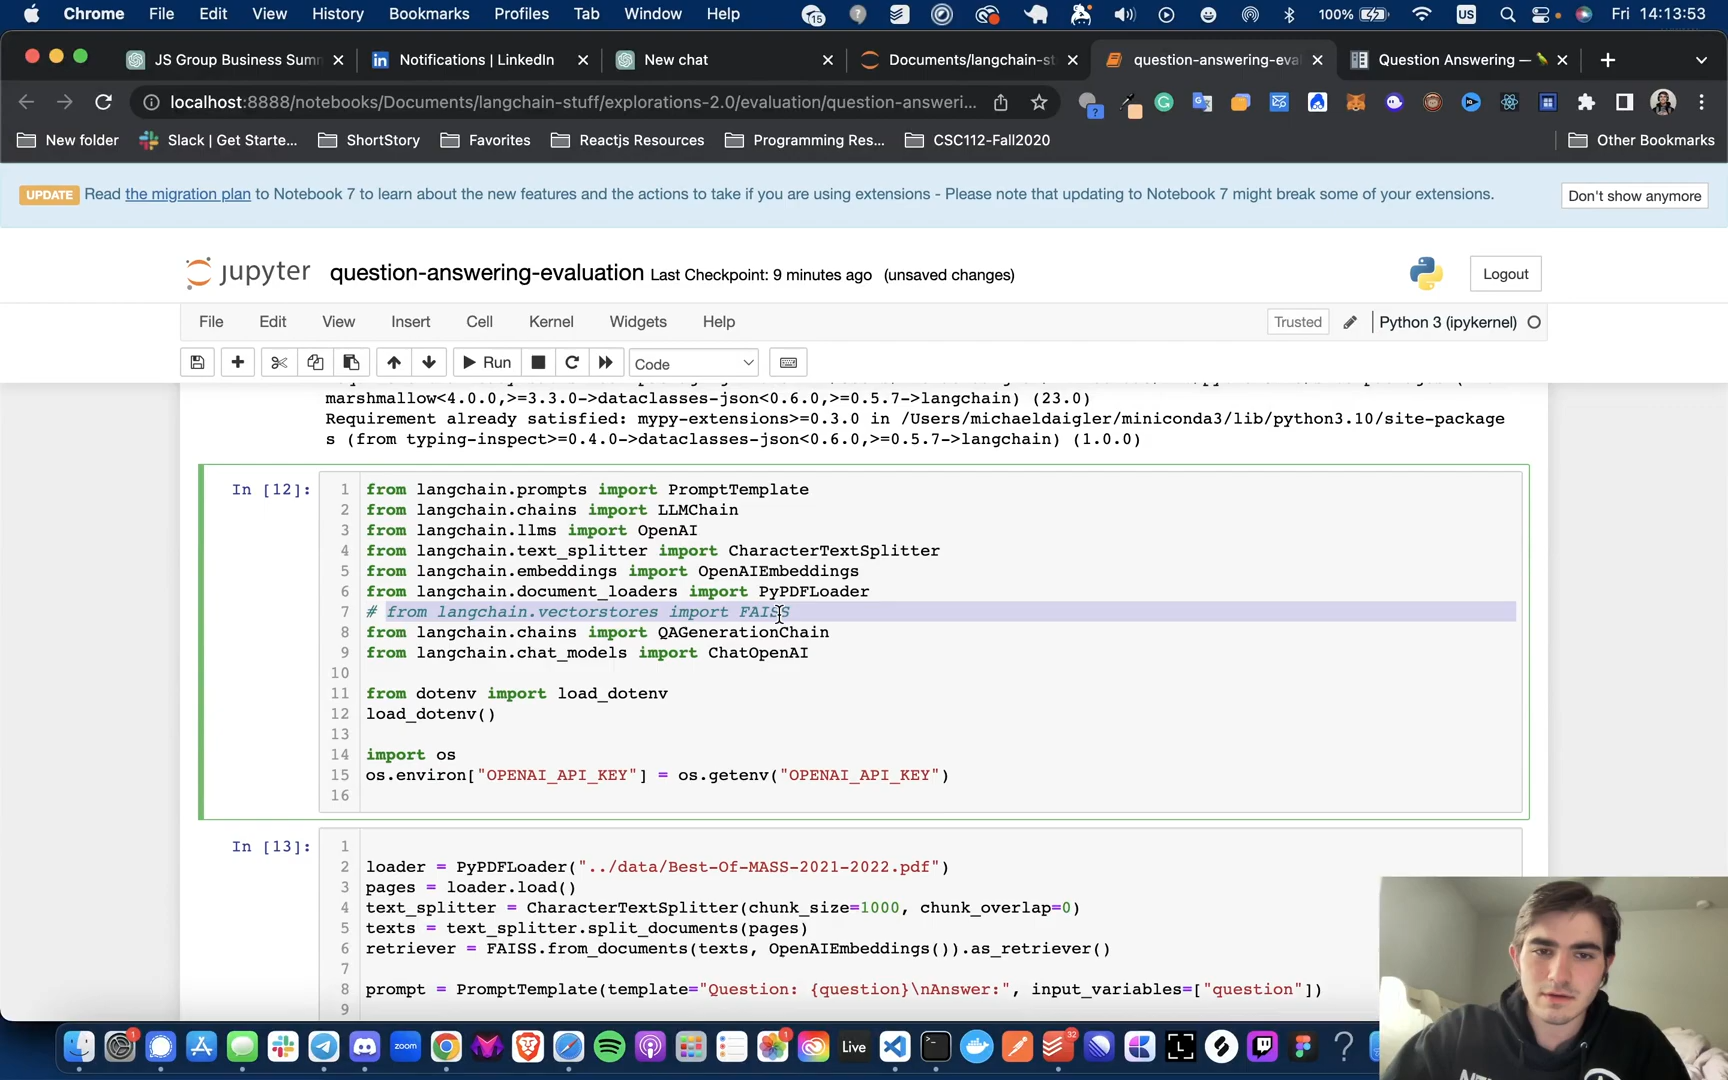 Chrome File Edit View History Bookmarks Profiles Tab Window Help 15 100% US Fri 14:13:53
JS Group Business Sum Notifications | LinkedIn New chat Documents/langchain-st question-answering-eval Question Answering —
localhost:8888/notebooks/Documents/langchain-stuff/explorations-2.0/evaluation/question-answeri...
New folder Slack | Get Starte... ShortStory Favorites Reactjs Resources Programming Res... CSC112-Fall2020 Other Bookmarks
UPDATE Read the migration plan to Notebook 7 to learn about the new features and the actions to take if you are using extensions - Please note that updating to Notebook 7 might break some of your extensions. Don't show anymore
jupyter question-answering-evaluation Last Checkpoint: 9 minutes ago (unsaved changes) Logout
File Edit View Insert Cell Kernel Widgets Help Trusted Python 3 (ipykernel)
Run Code
marshmallow<4.0.0,>=3.3.0->dataclasses-json<0.6.0,>=0.5.7->langchain) (23.0)
Requirement already satisfied: mypy-extensions>=0.3.0 in /Users/michaeldaigler/miniconda3/lib/python3.10/site-package
s (from typing-inspect>=0.4.0->dataclasses-json<0.6.0,>=0.5.7->langchain) (1.0.0)
In [12]: 1 from langchain.prompts import PromptTemplate
2 from langchain.chains import LLMChain
3 from langchain.llms import OpenAI
4 from langchain.text_splitter import CharacterTextSplitter
5 from langchain.embeddings import OpenAIEmbeddings
6 from langchain.document_loaders import PyPDFLoader
7 # from langchain.vectorstores import FAISS
8 from langchain.chains import QAGenerationChain
9 from langchain.chat_models import ChatOpenAI
10
11 from dotenv import load_dotenv
12 load_dotenv()
13
14 import os
15 os.environ["OPENAI_API_KEY"] = os.getenv("OPENAI_API_KEY")
16
In [13]: 1
2 loader = PyPDFLoader("../data/Best-Of-MASS-2021-2022.pdf")
3 pages = loader.load()
4 text_splitter = CharacterTextSplitter(chunk_size=1000, chunk_overlap=0)
5 texts = text_splitter.split_documents(pages)
6 retriever = FAISS.from_documents(texts, OpenAIEmbeddings()).as_retriever()
7
8 prompt = PromptTemplate(template="Question: {question}\nAnswer:", input_variables=["question"])
9
1 zoom 1 Live 32